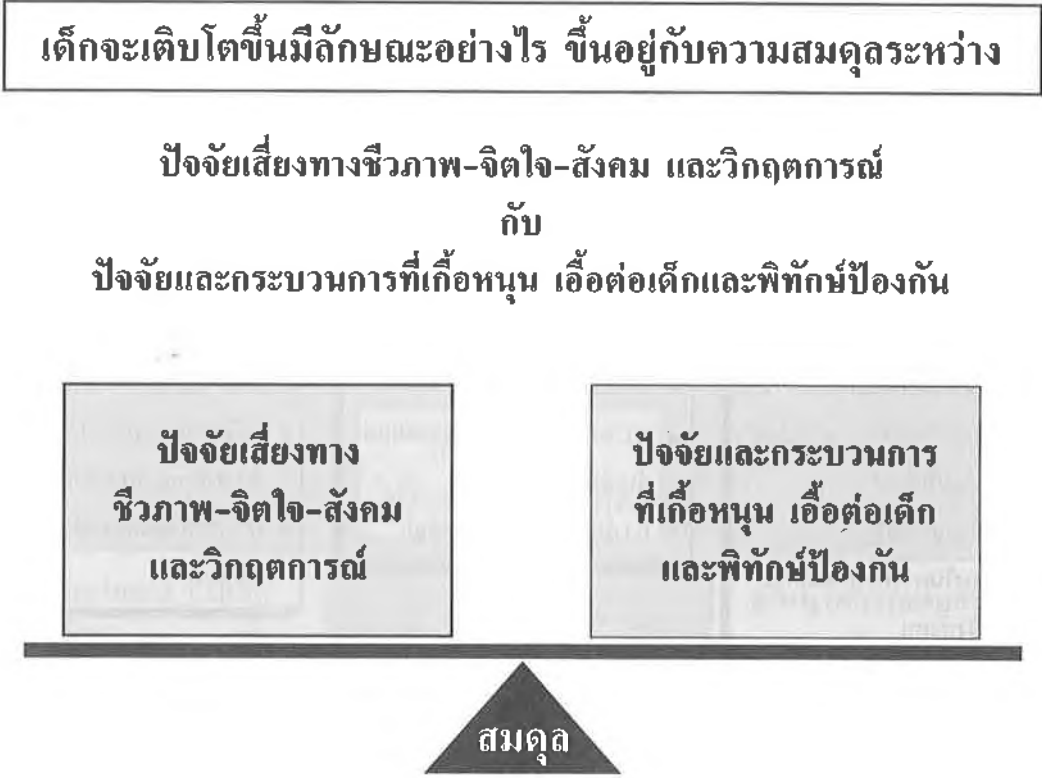 เด็กจะเติบโตขึ้นมีลักษณะอย่างไร ขึ้นอยู่กับความสมดุลระหว่าง
ปัจจัยเสี่ยงทางชีวภาพ-จิตใจ-สังคม และวิกฤตการณ์
กับ
ปัจจัยและกระบวนการที่เกื้อหนุน เอื้อต่อเด็กและพิทักษ์ป้องกัน
ปัจจัยเสี่ยงทาง
ชีวภาพ-จิตใจ-สังคม
และวิกฤตการณ์
ปัจจัยและกระบวนการ
ที่เกื้อหนุน เอื้อต่อเด็ก
และพิทักษ์ป้องกัน
สมดุล